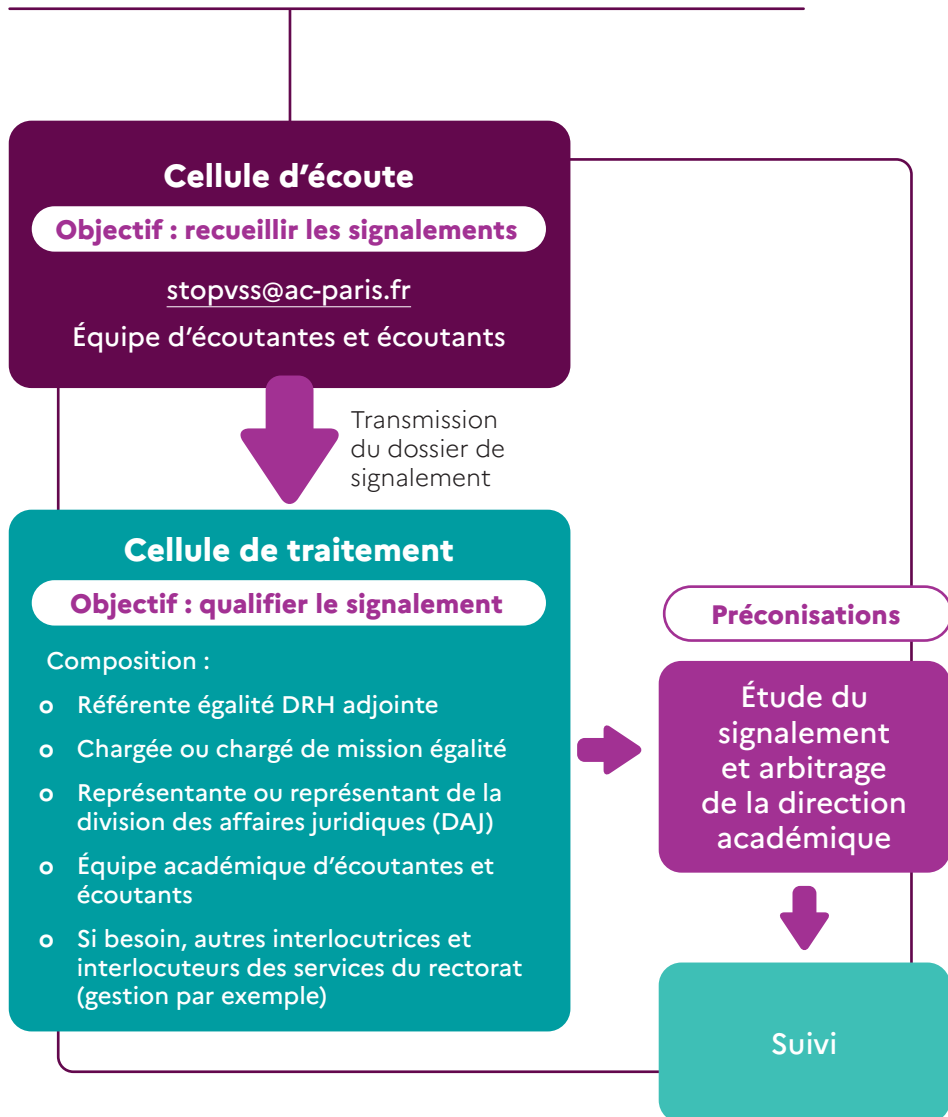 Cellule d'écoute
Objectif : recueillir les signalements
stopvss@ac-paris.fr
Équipe d'écoutantes et écoutants
Transmission
du dossier de
signalement
Cellule de traitement
Objectif : qualifier le signalement
Composition :
o Référente égalité DRH adjointe
o Chargée ou chargé de mission égalité
o Représentante ou représentant de la
division des affaires juridiques (DAJ)
o Équipe académique d'écoutantes et
écoutants
o Si besoin, autres interlocutrices et
interlocuteurs des services du rectorat
(gestion par exemple)
Préconisations
Étude du
signalement
et arbitrage
de la direction
académique
Suivi